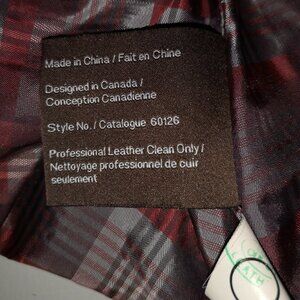 Made in China / Fait en Chine
Designed in Canada /
Conception Canadienne
Style No. / Catalogue 60126
Professional Leather Clean Only /
Nettoyage professionnel de cuir
seulement